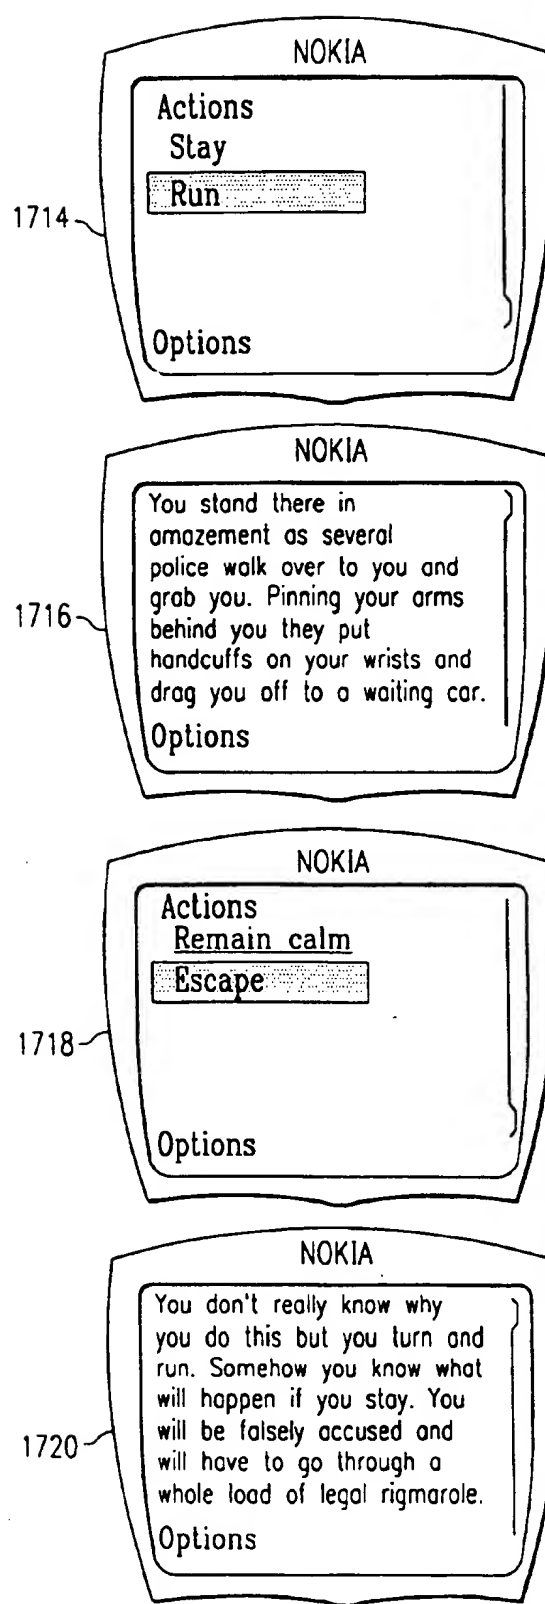 NOKIA
Actions
Stay
Run
1714
Options
NOKIA
You stand there in
amazement as several
police walk over to you and
grab you. Pinning your arms
1716
behind you they put
handcuffs on your wrists and
drag you off to a waiting car.
Options
NOKIA
Actions
Remain calm
Escape
1718
Options
NOKIA
You don't really know why
you do this but you turn and
run. Somehow you know what
will happen if you stay. You
will be falsely accused and
1720
will have to go through a
whole load of legal rigmarole.
Options